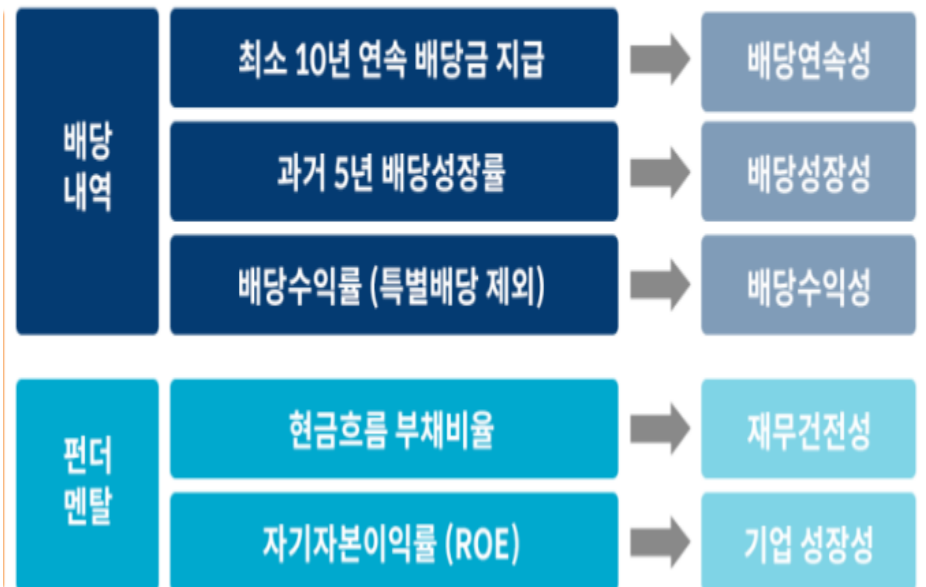 배당
내역
최소 10년 연속 배당금 지급
배당연속성
과거 5년 배당성장률
배당성장성
배당수익률 (특별배당 제외)
배당수익성
펀더
멘탈
현금흐름 부채비율
재무건전성
자기자본이익률 (ROE)
기업 성장성